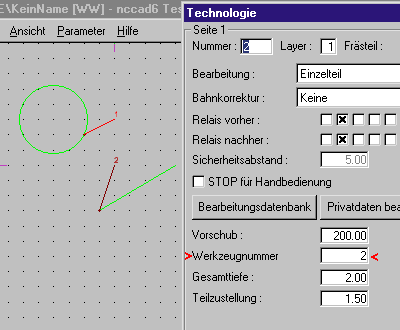 E\KeinName [WW] - nccad6 Tes
Ansicht Parameter Hilfe
1
2
Technologie
Seite 1
Nummer : 2 Layer : 1 Frästeil :
Bearbeitung : Einzelteil
Bahnkorrektur : Keine
Relais vorher :
Relais nachher :
Sicherheitsabstand : 5.00
STOP für Handbedienung
Bearbeitungsdatenbank Privatdaten bea
Vorschub : 200.00
Werkzeugnummer 2
Gesamttiefe : 2.00
Teilzustellung : 1.50